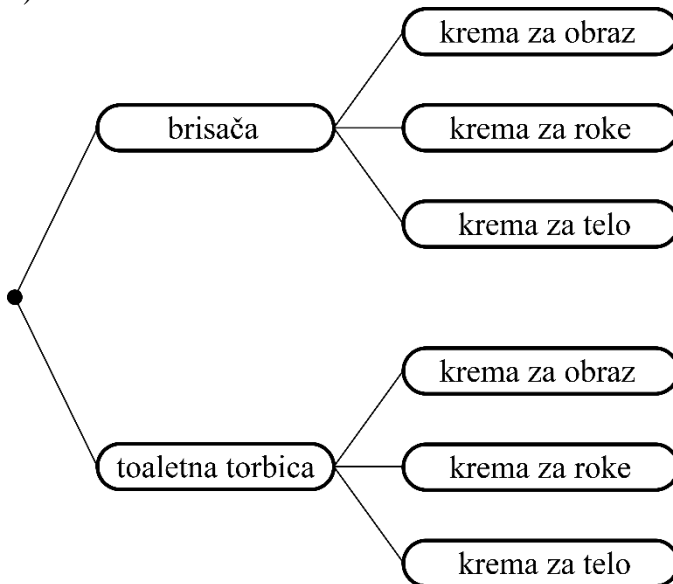 )
krema za obraz
brisača
krema za roke
krema za telo
krema za obraz
toaletna torbica
krema za roke
krema za telo